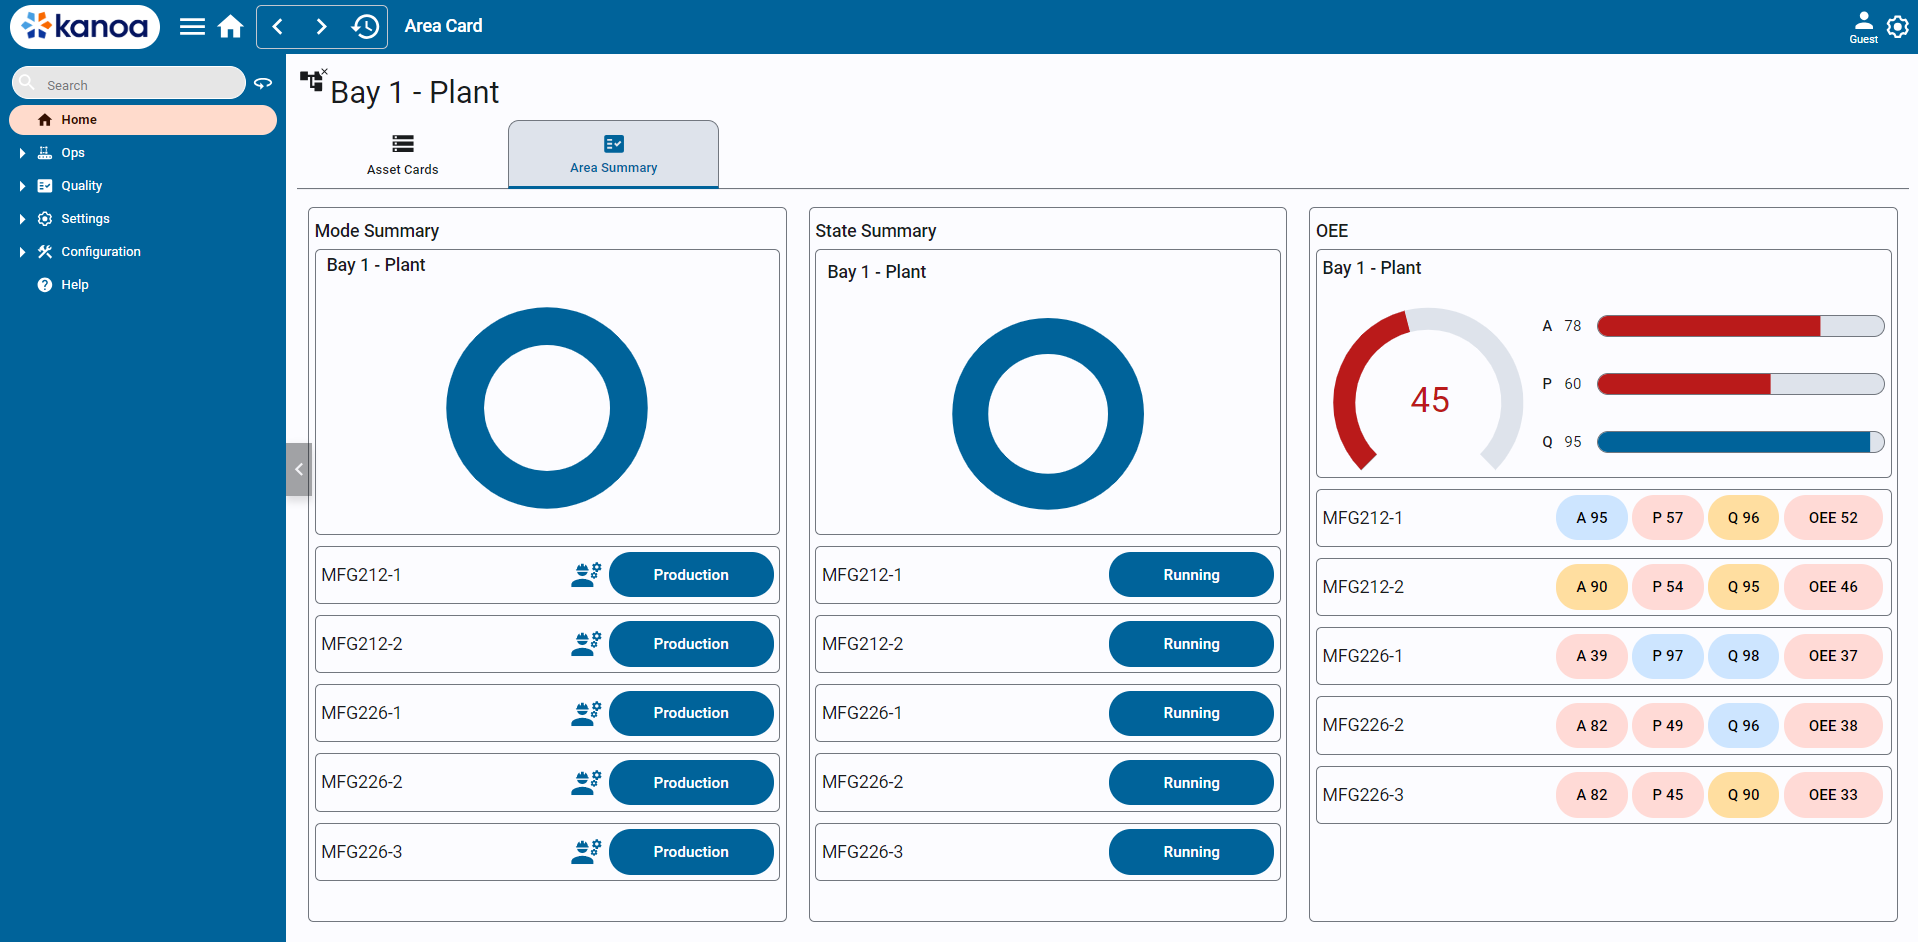 kanoa
Area Card
Guest
Search
Home
Ops
Quality
Settings
Configuration
Help
Bay 1 - Plant
Asset Cards
Area Summary
Mode Summary
Bay 1 - Plant
MFG212-1 Production
MFG212-2 Production
MFG226-1 Production
MFG226-2 Production
MFG226-3 Production
State Summary
Bay 1 - Plant
MFG212-1 Running
MFG212-2 Running
MFG226-1 Running
MFG226-2 Running
MFG226-3 Running
OEE
Bay 1 - Plant
45
A 78
P 60
Q 95
MFG212-1 A 95 P 57 Q 96 OEE 52
MFG212-2 A 90 P 54 Q 95 OEE 46
MFG226-1 A 39 P 97 Q 98 OEE 37
MFG226-2 A 82 P 49 Q 96 OEE 38
MFG226-3 A 82 P 45 Q 90 OEE 33